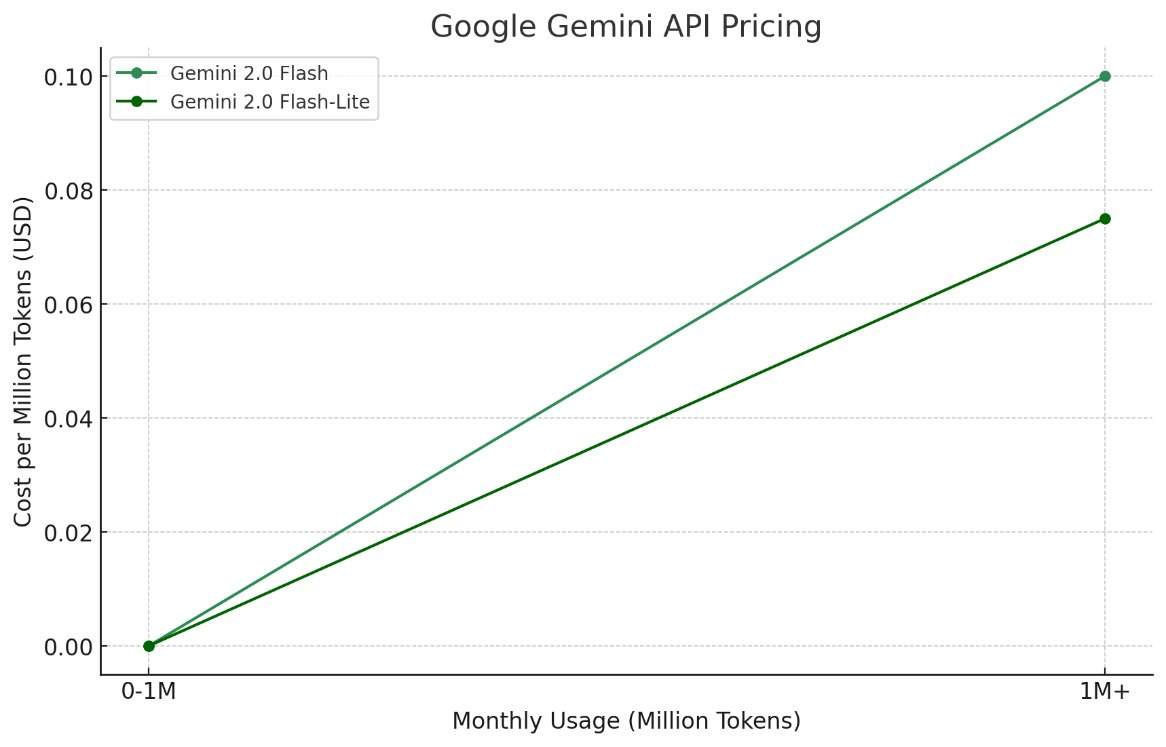 Google Gemini API Pricing
Gemini 2.0 Flash
Gemini 2.0 Flash-Lite
Cost per Million Tokens (USD)
0.10
0.08
0.06
0.04
0.02
0.00
0-1M
1M+
Monthly Usage (Million Tokens)